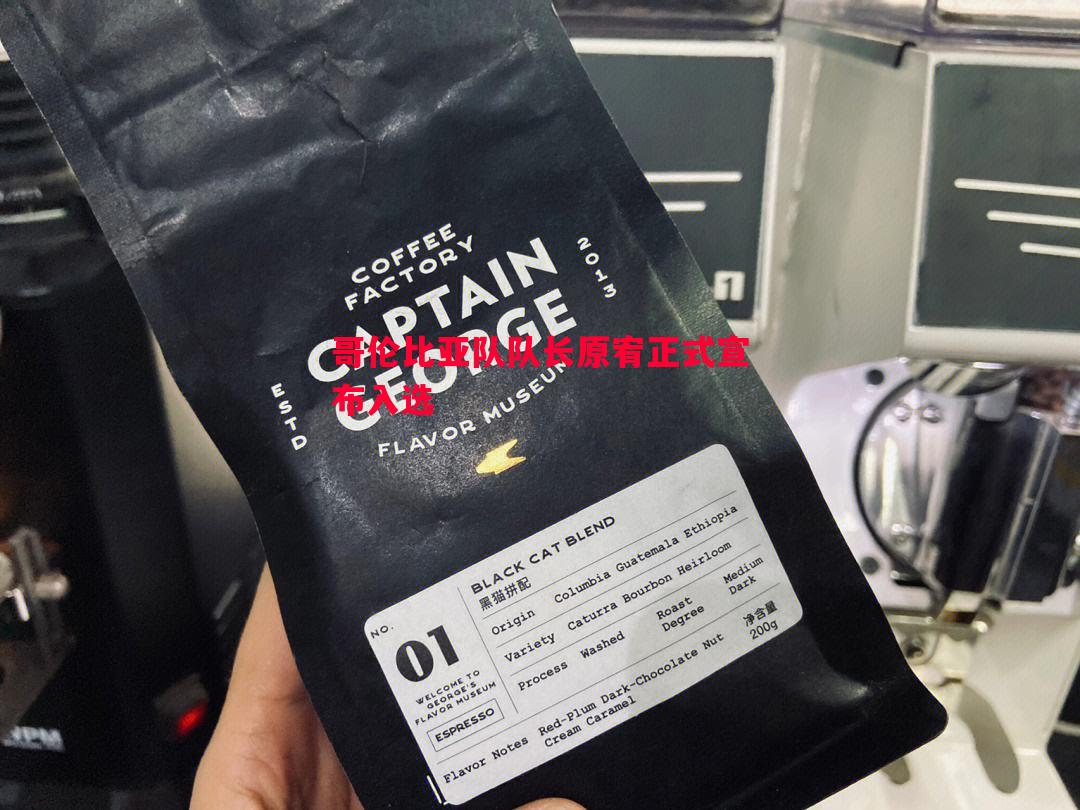 COFFEE
FACTORY
CAPTAIN
GEORGE
ESTD
2013
FLAVOR MUSEUM
哥伦比亚队队长原宥正式宣
布入选
NO.
01
WELCOME TO
GEORGE'S
FLAVOR MUSEUM
ESPRESSO
BLACK CAT BLEND
黑猫拼配
Origin Columbia Guatemala Ethiopia
Variety Caturra Bourbon Heirloom
Process Washed Roast Degree Medium Dark
Flavor Notes Red-Plum Dark-Chocolate Nut
Cream Caramel
净含量
200g